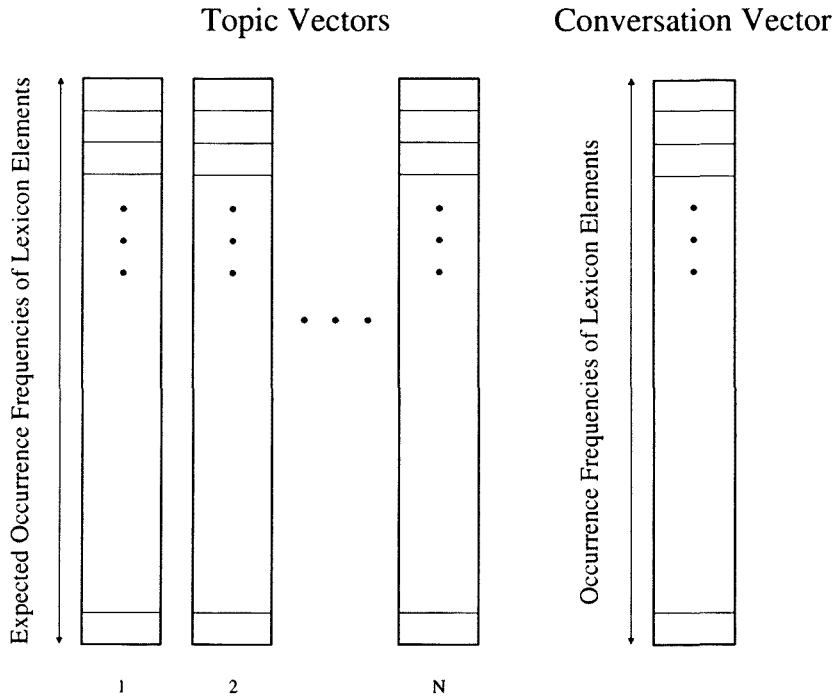 Topic Vectors
Conversation Vector
Expected Occurrence Frequencies of Lexicon Elements
Occurrence Frequencies of Lexicon Elements
1
2
N